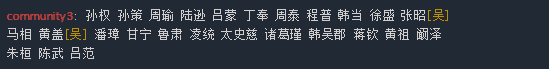 community3: 孙权 孙策 周瑜 陆逊 吕蒙 丁奉 周泰 程普 韩当 徐盛 张昭[吴]
马相 黄盖[吴] 潘璋 甘宁 鲁肃 凌统 太史慈 诸葛瑾 韩吴郡 蒋钦 黄祖 阚泽
朱桓 陈武 吕范